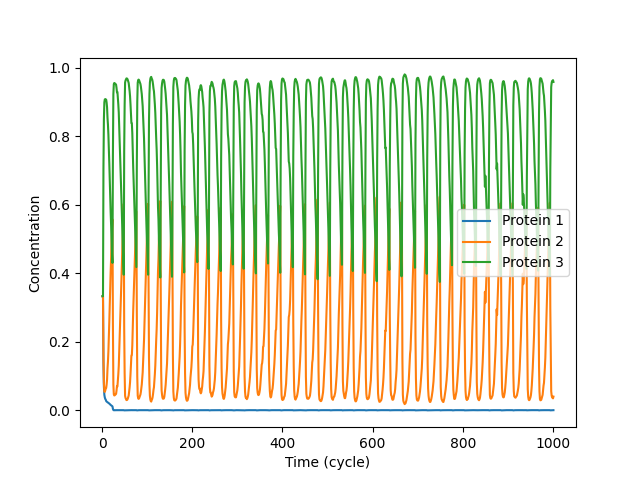 1.0
0.8
0.6
0.4
0.2
0.0
Concentration
0
200
400
600
800
1000
Time (cycle)
Protein 1
Protein 2
Protein 3